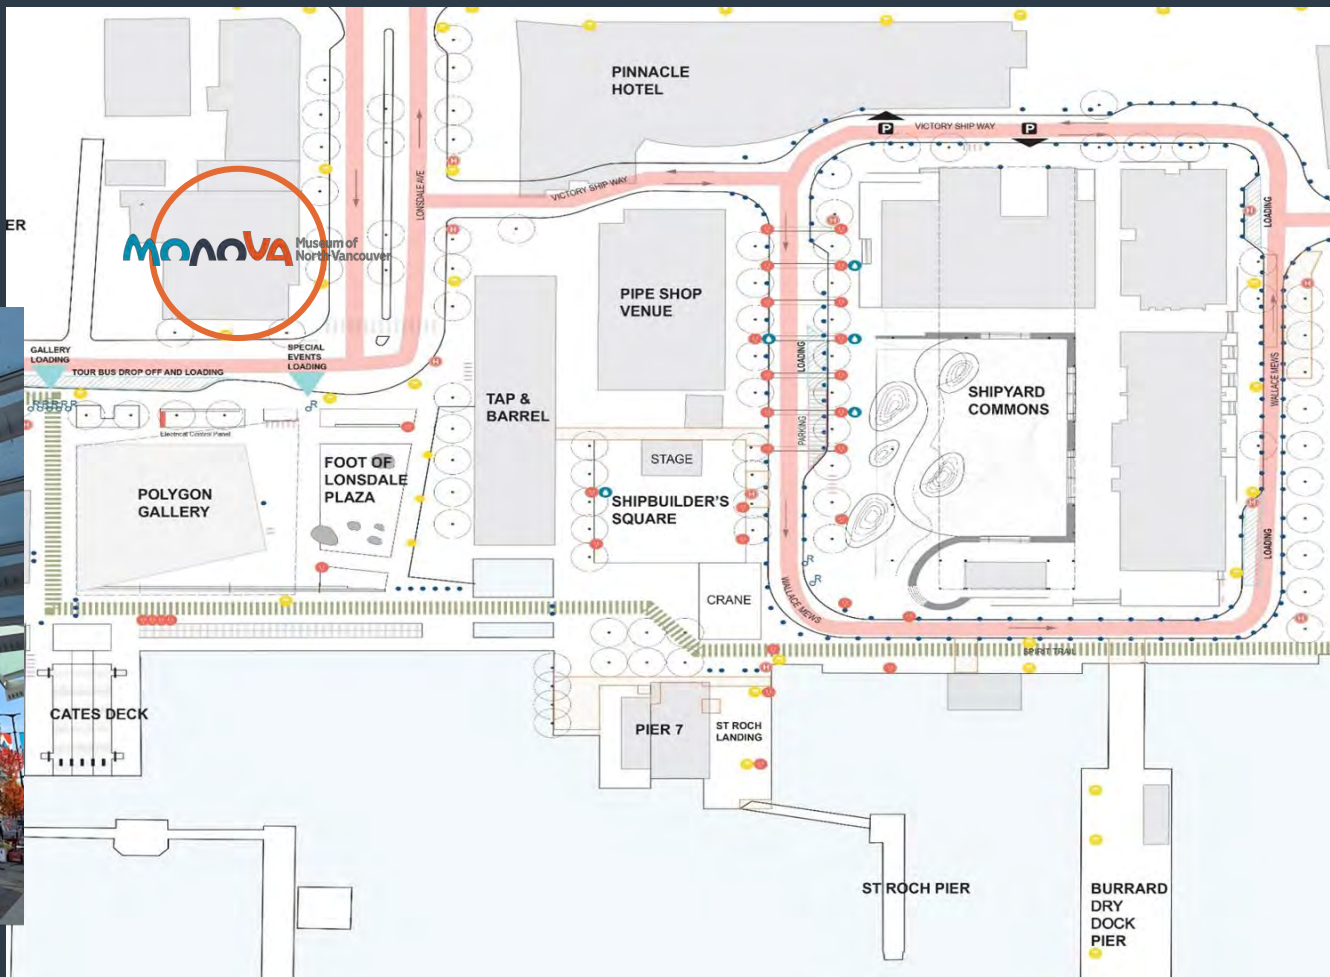 PINNACLE
HOTEL
P
VICTORY SHIP WAY
P
LONSDALE AVE
VICTORY SHIP WAY
ER
MONOVA
Museum of
North Vancouver
LOADING
PIPE SHOP
VENUE
GALLERY
LOADING
SPECIAL
EVENTS
LOADING
TOUR BUS DROP OFF AND LOADING
LOADING
WALLACE MEWS
TAP &
BARREL
SHIPYARD
COMMONS
Electrical Control Panel
PARKING
STAGE
FOOT OF
LONSDALE
PLAZA
POLYGON
GALLERY
SHIPBUILDER'S
SQUARE
LOADING
CRANE
WALLACE MEWS
SPIRIT TRAIL
CATES DECK
PIER 7
ST ROCH
LANDING
ST ROCH PIER
BURRARD
DRY
DOCK
PIER